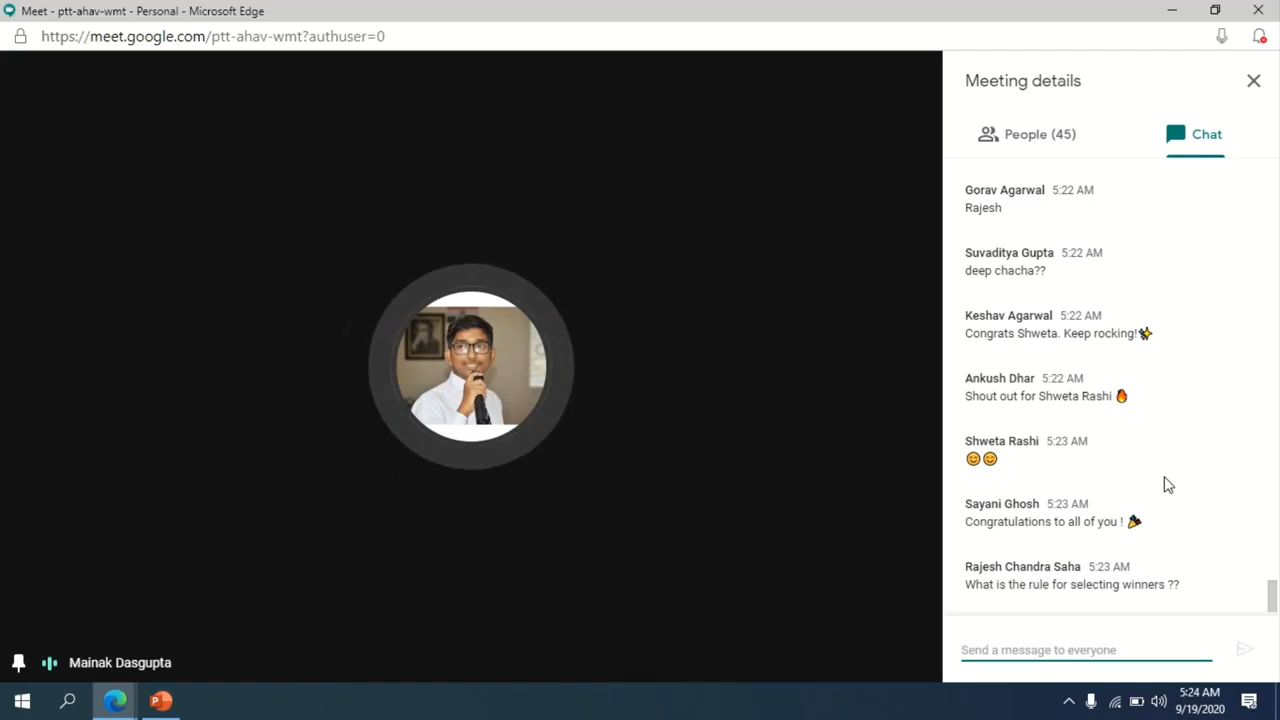 Meet - ptt-ahav-wmt - Personal - Microsoft Edge
https://meet.google.com/ptt-ahav-wmt?authuser=0
Meeting details
People (45)
Chat
Gorav Agarwal 5:22 AM
Rajesh
Suvaditya Gupta 5:22 AM
deep chacha??
Keshav Agarwal 5:22 AM
Congrats Shweta. Keep rocking!✨
Ankush Dhar 5:22 AM
Shout out for Shweta Rashi 🔥
Shweta Rashi 5:23 AM
😊😊
Sayani Ghosh 5:23 AM
Congratulations to all of you ! 🎉
Rajesh Chandra Saha 5:23 AM
What is the rule for selecting winners ??
Send a message to everyone
Mainak Dasgupta
5:24 AM
9/19/2020